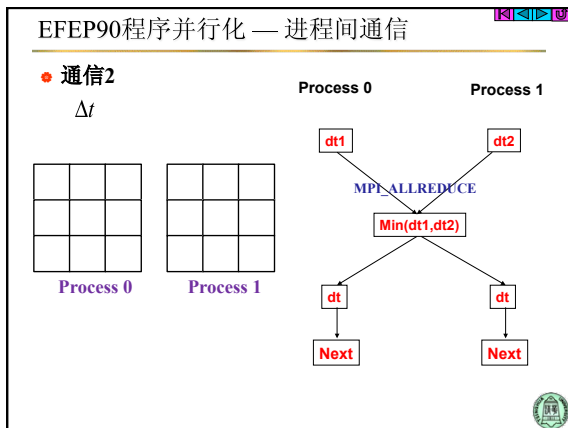 EFEP90程序并行化 — 进程间通信
通信2
Δt
Process 0
Process 1
dt1
dt2
MPI_ALLREDUCE
Min(dt1,dt2)
Process 0
Process 1
dt
dt
Next
Next